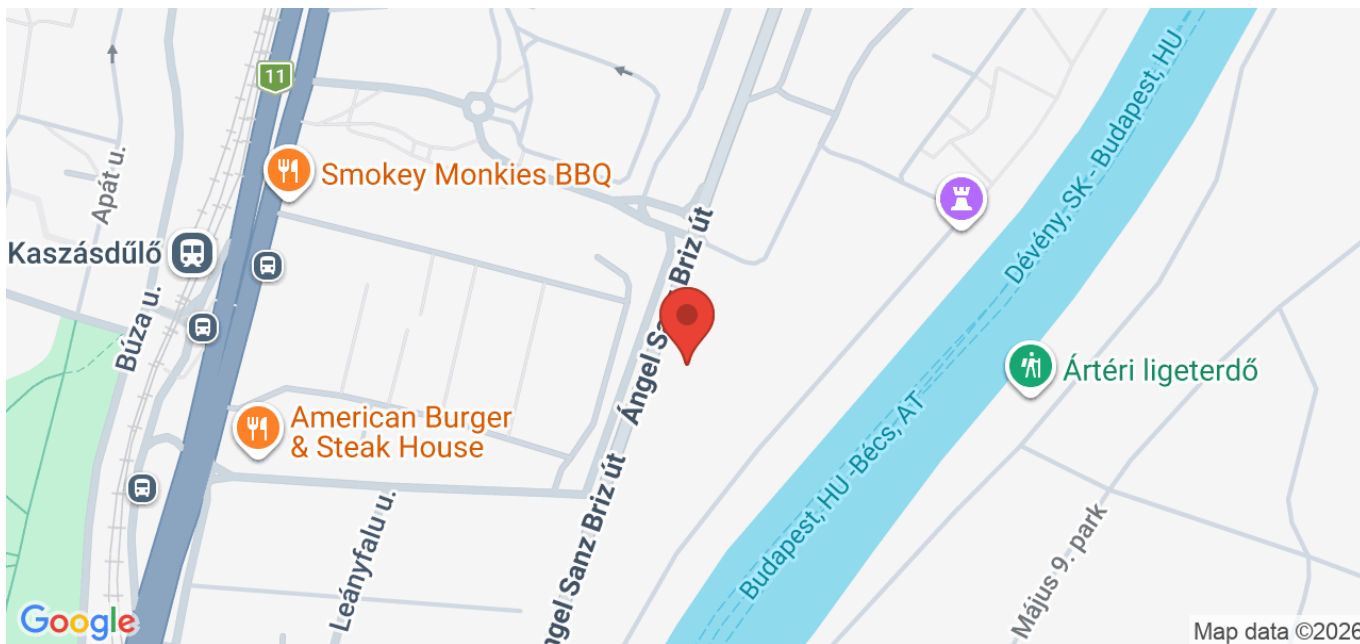 11
Apát u.
Smokey Monkies BBQ
Kaszásdűlő
Búza u.
Ángel Sanz Briz út
Dévény, SK - Budapest, HU
Ártéri ligeterdő
American Burger
& Steak House
Ángel Sanz Briz út
Budapest, HU - Bécs, AT
Leányfalu u.
Május 9. park
Google
Map data ©2026